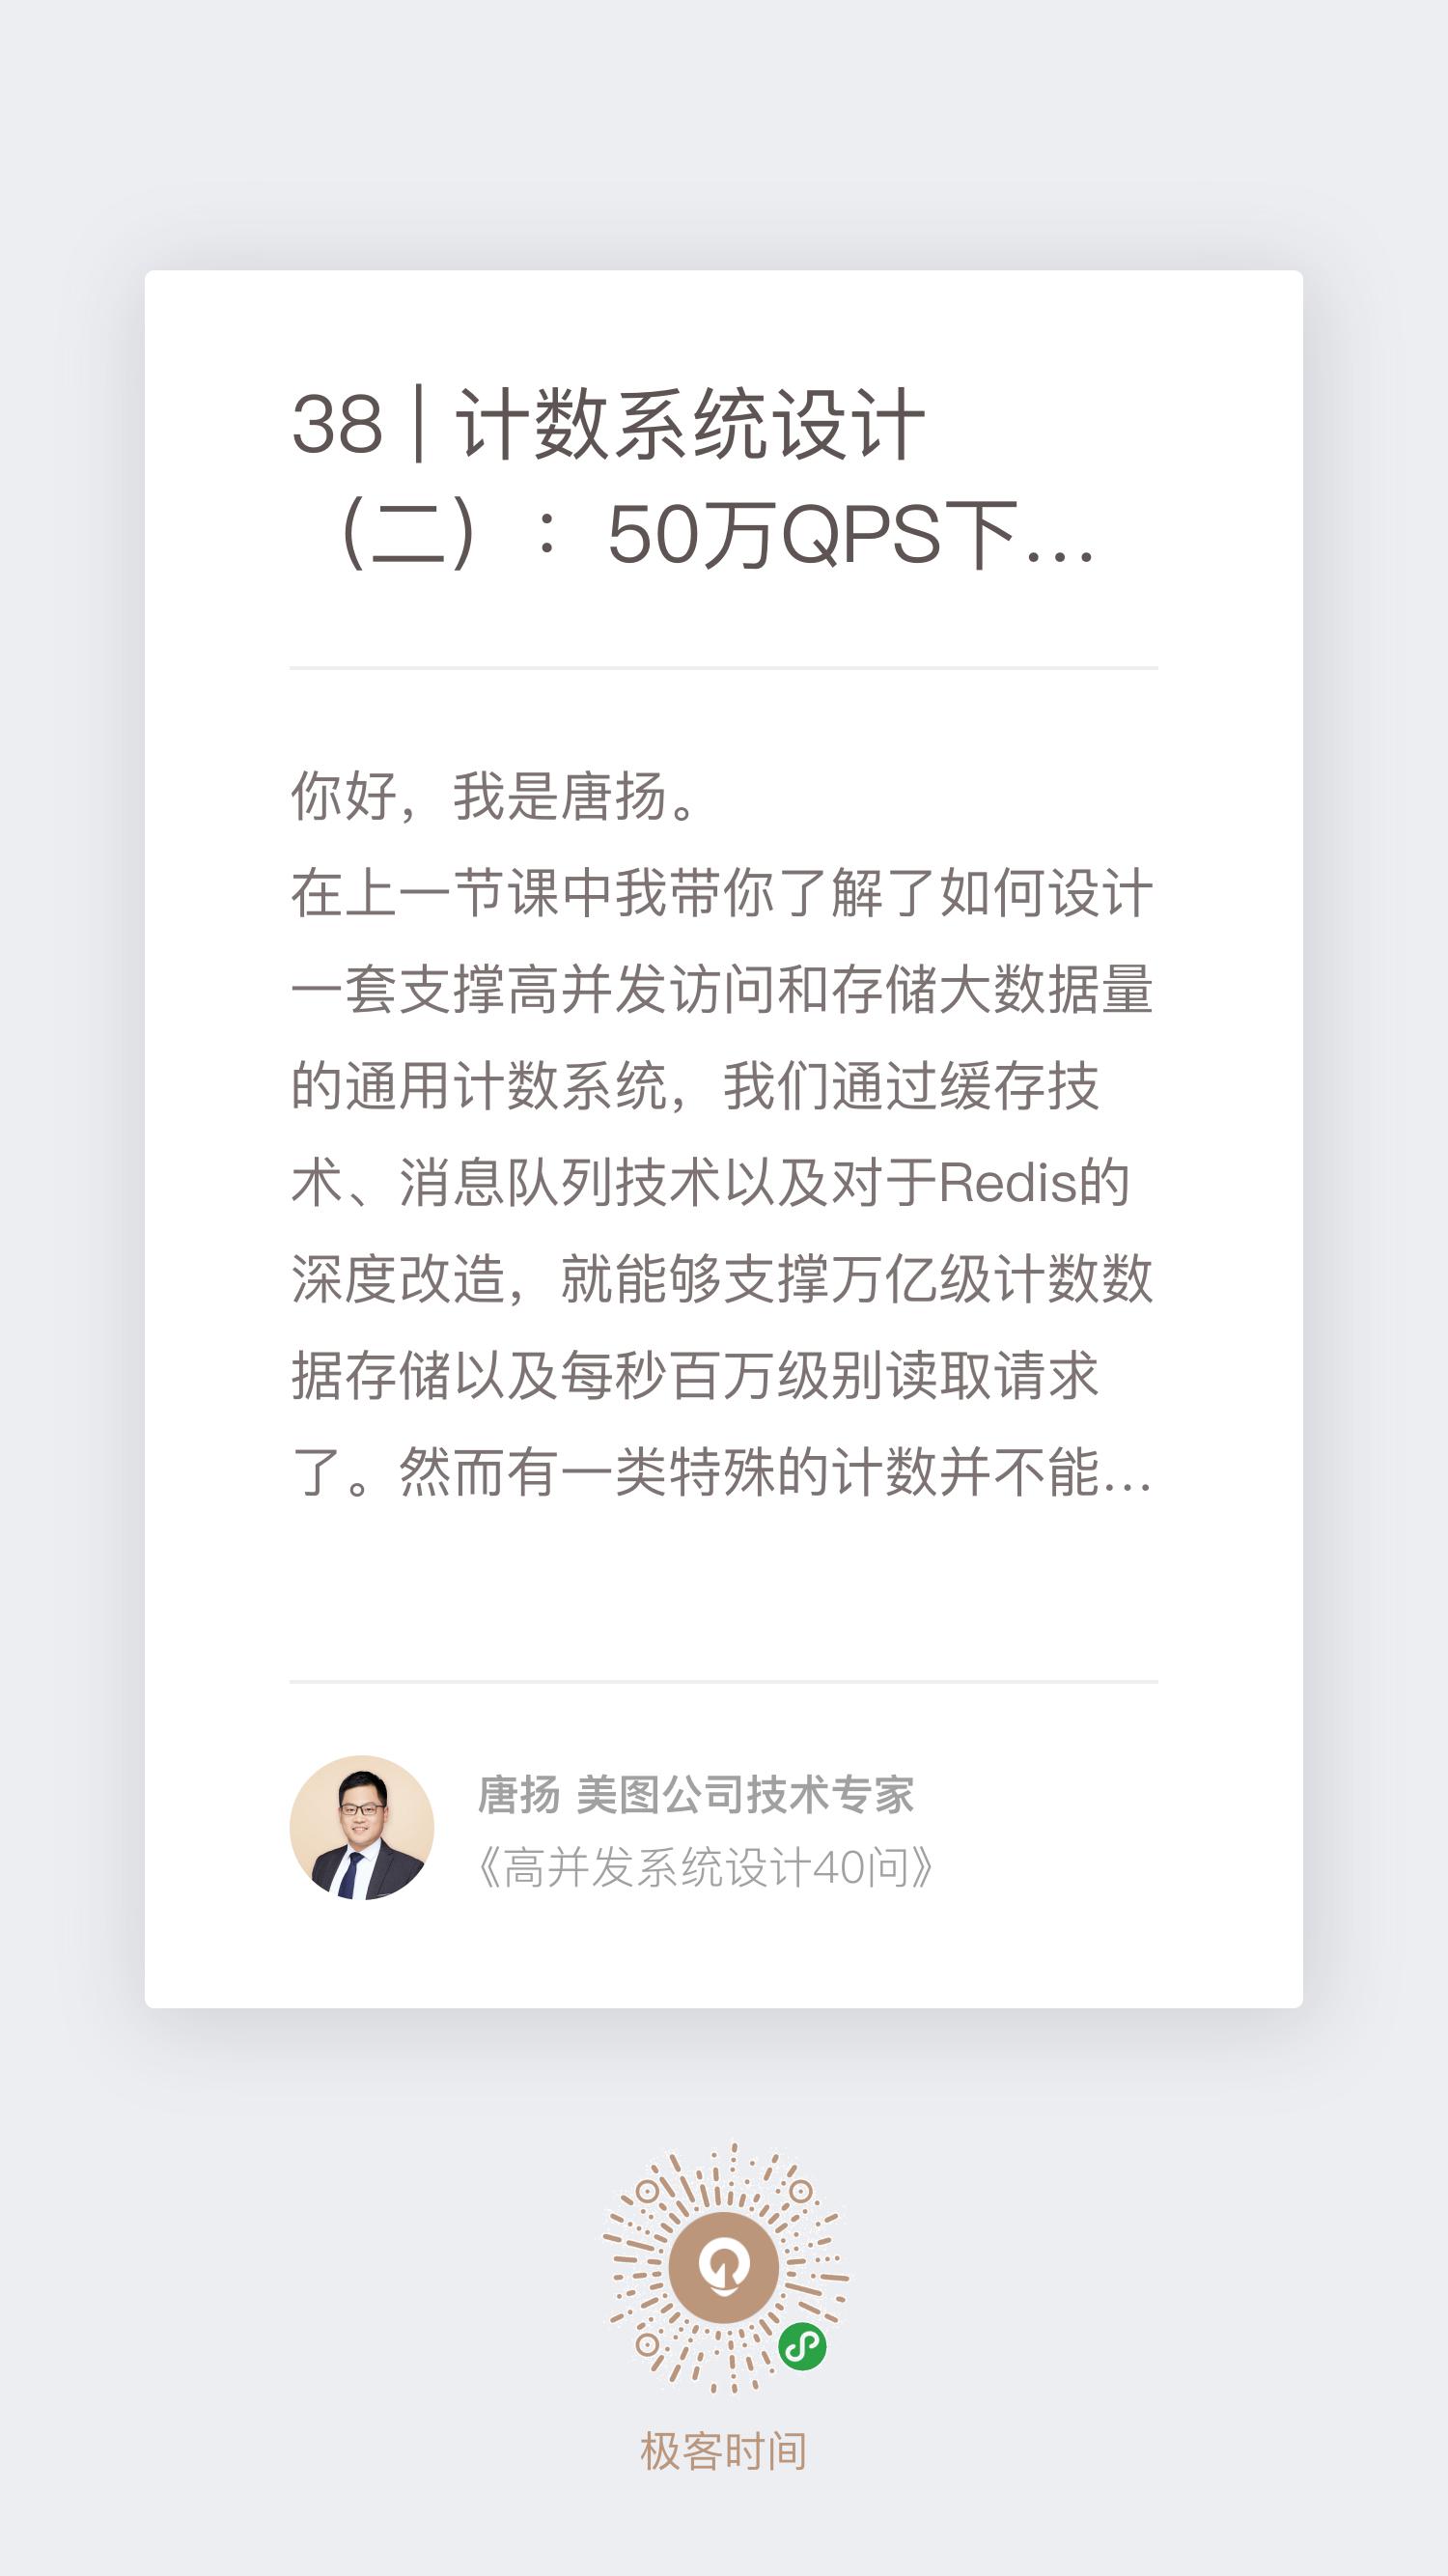 38 | 计数系统设计
（二）：50万QPS下…
你好，我是唐扬。
在上一节课中我带你了解了如何设计
一套支撑高并发访问和存储大数据量
的通用计数系统，我们通过缓存技
术、消息队列技术以及对于Redis的
深度改造，就能够支撑万亿级计数数
据存储以及每秒百万级别读取请求
了。然而有一类特殊的计数并不能…
唐扬 美图公司技术专家
《高并发系统设计40问》
极客时间